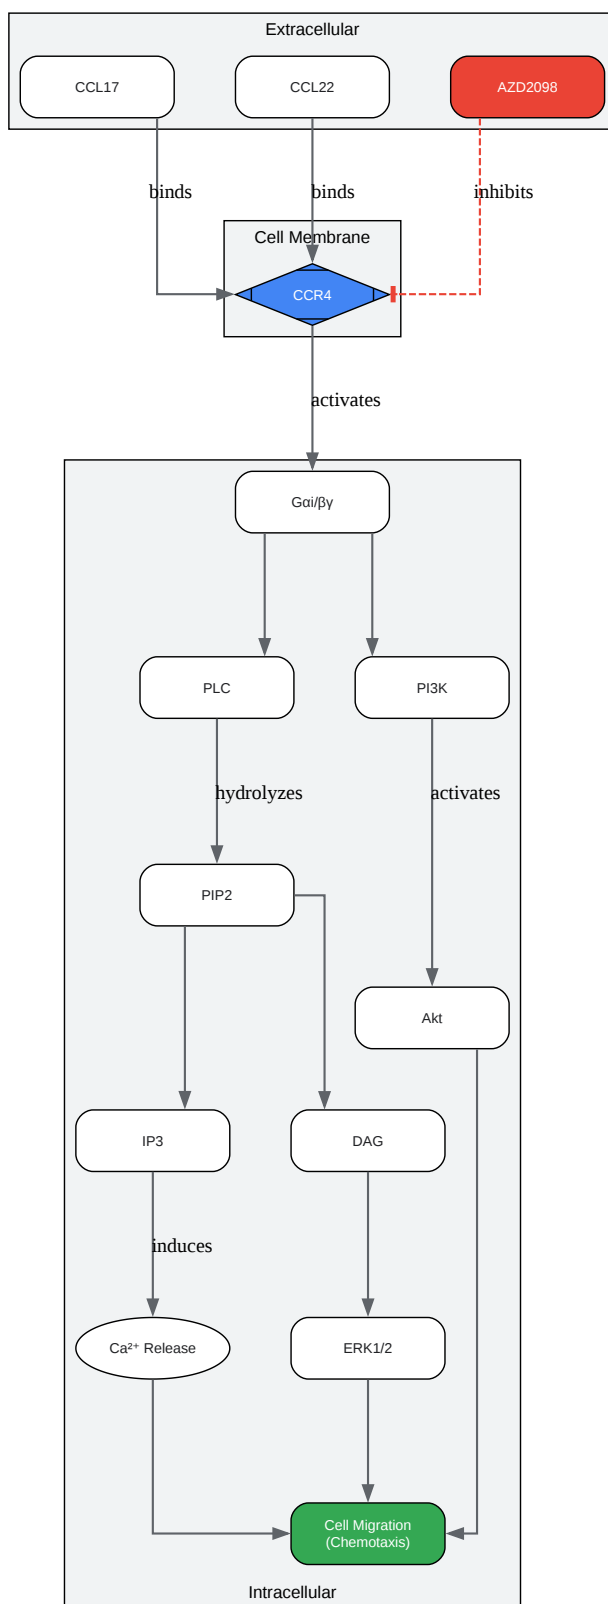 Extracellular
CCL17
CCL22
AZD2098
binds
binds
inhibits
Cell Membrane
CCR4
activates
Gαi/βγ
PLC
PI3K
hydrolyzes
activates
PIP2
Akt
IP3
DAG
induces
Ca²⁺ Release
ERK1/2
Cell Migration
(Chemotaxis)
Intracellular